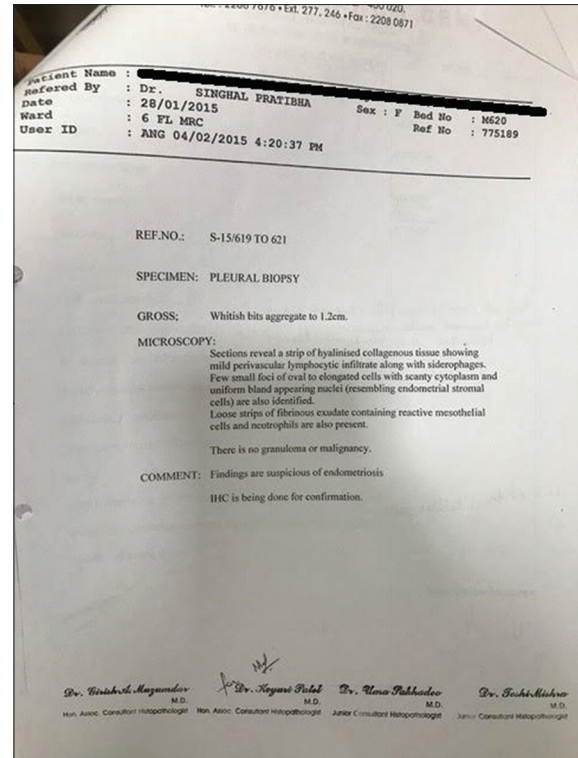 2208 7676 • Ext. 277, 246 • Fax : 2208 0871
Patient Name :
Refered By : Dr. SINGHAL PRATIBHA
Date : 28/01/2015 Sex : F Bed No : M620
Ward : 6 FL MRC Ref No : 775189
User ID : ANG 04/02/2015 4:20:37 PM
REF.NO.: S-15/619 TO 621
SPECIMEN: PLEURAL BIOPSY
GROSS; Whitish bits aggregate to 1.2cm.
MICROSCOPY:
Sections reveal a strip of hyalinised collagenous tissue showing
mild perivascular lymphocytic infiltrate along with siderophages.
Few small foci of oval to elongated cells with scanty cytoplasm and
uniform bland appearing nuclei (resembling endometrial stromal
cells) are also identified.
Loose strips of fibrinous exudate containing reactive mesothelial
cells and neutrophils are also present.
There is no granuloma or malignancy.
COMMENT: Findings are suspicious of endometriosis
IHC is being done for confirmation.
for
Dr. Girish A. Muzumdar Dr. Keyuri Patel Dr. Uma Pakhadeo Dr. Toshi Mishra
M.D. M.D. M.D. M.D.
Hon. Assoc. Consultant Histopathologist Hon. Assoc. Consultant Histopathologist Junior Consultant Histopathologist Junior Consultant Histopathologist